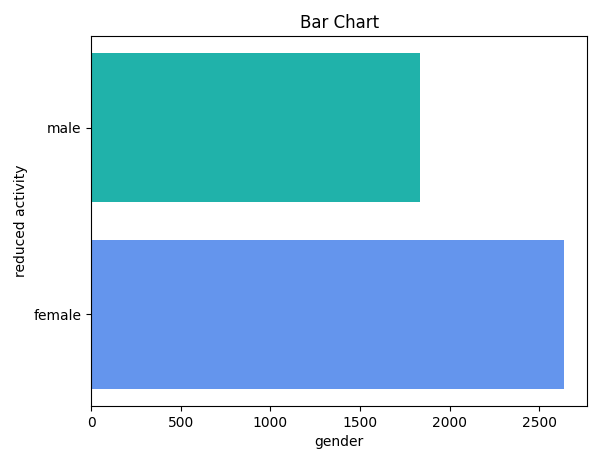 Bar Chart
reduced activity
male
female
0 500 1000 1500 2000 2500
gender